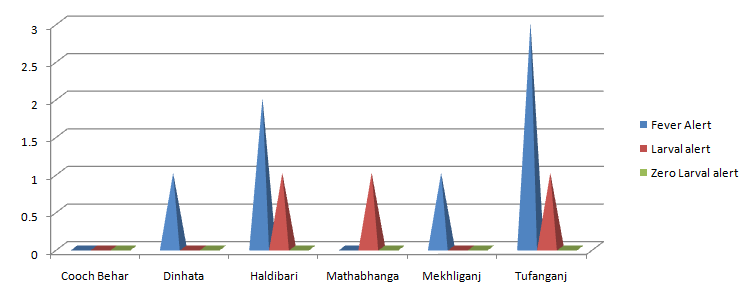 3
2.5
2
1.5
1
0.5
0
Cooch Behar Dinhata Haldibari Mathabhanga Mekhliganj Tufanganj
Fever Alert
Larval alert
Zero Larval alert